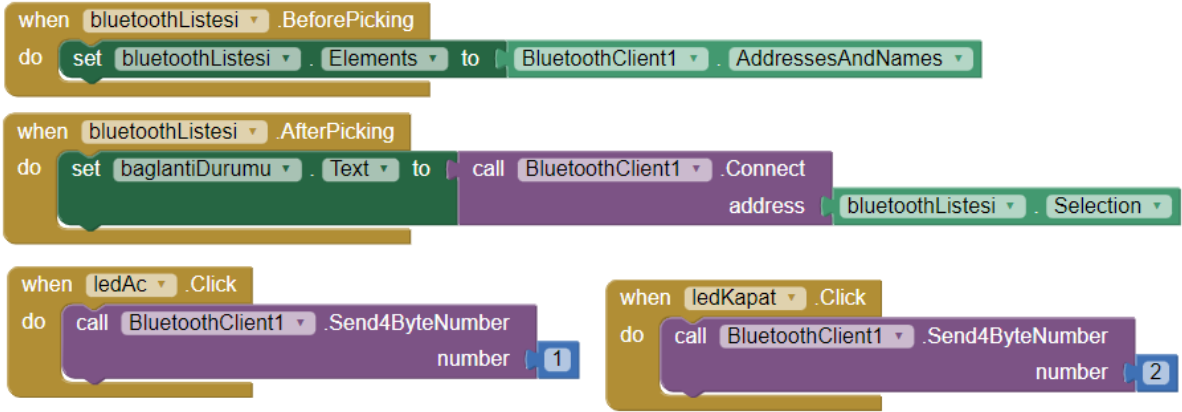 when bluetoothListesi .BeforePicking
do set bluetoothListesi . Elements to BluetoothClient1 . AddressesAndNames
when bluetoothListesi .AfterPicking
do set baglantiDurumu . Text to call BluetoothClient1 .Connect
address bluetoothListesi . Selection
when ledAc .Click
do call BluetoothClient1 .Send4ByteNumber
number 1
when ledKapat .Click
do call BluetoothClient1 .Send4ByteNumber
number 2